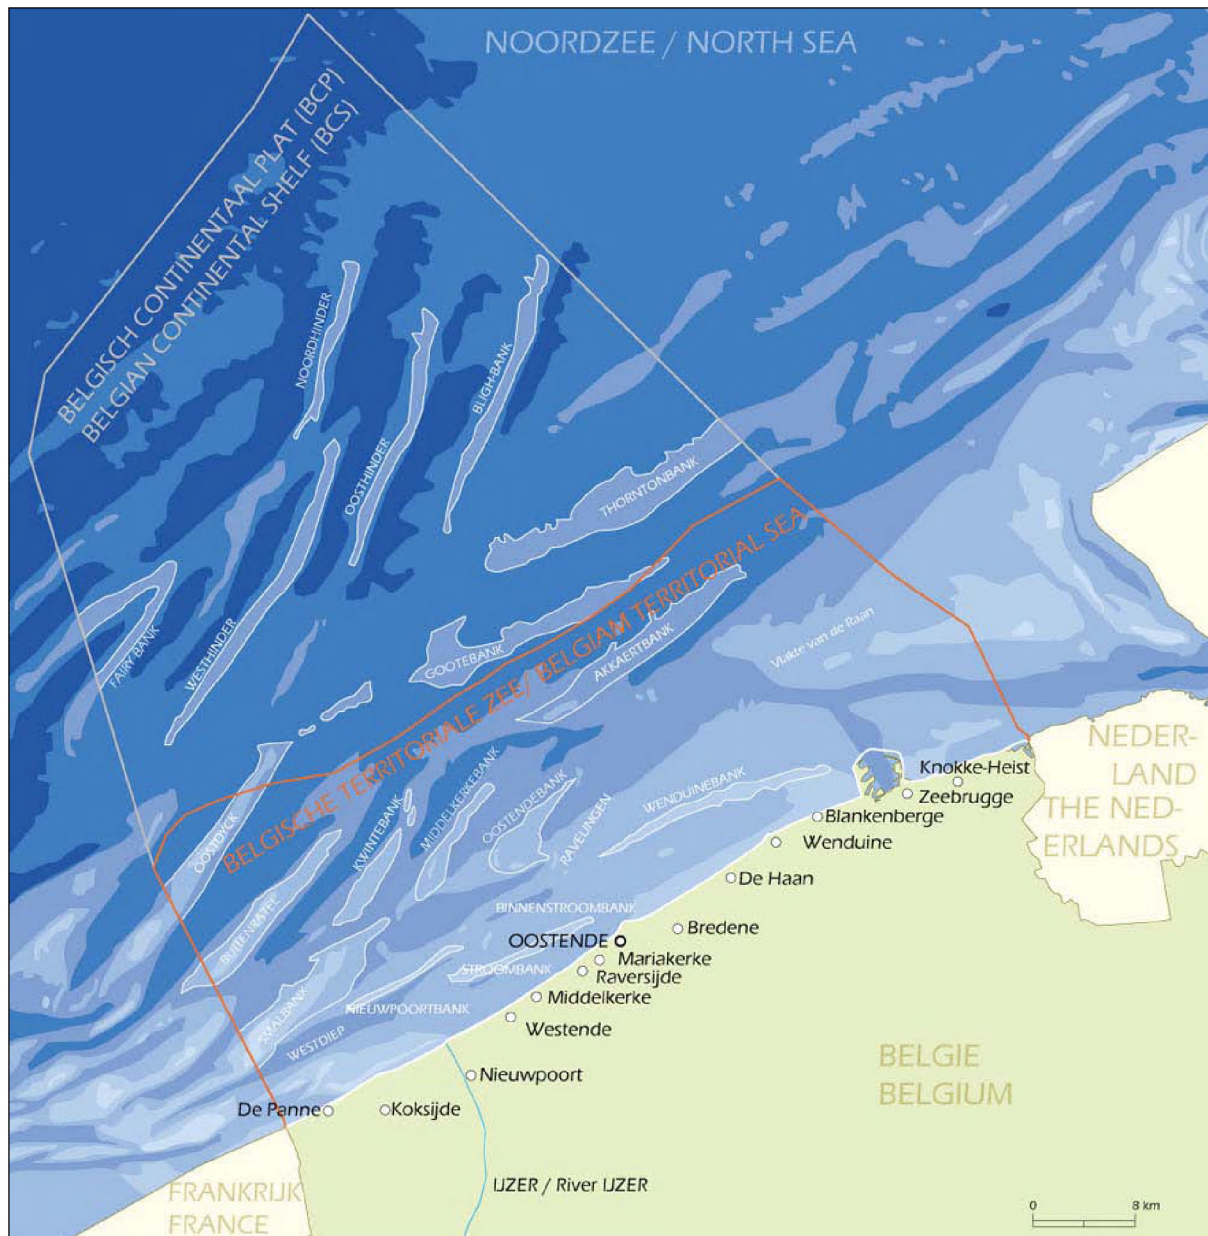 NOORDZEE / NORTH SEA
BELGISCH CONTINENTAAL PLAT (BCP)
BELGIAN CONTINENTAL SHELF (BCS)
NOORDHINDER
OOSTHINDER
BLIGH-BANK
THORNTONBANK
FAIRY BANK
WESTHINDER
GOOTEBANK
AKKAERTBANK
BELGISCHE TERRITORIALE ZEE/ BELGIAM TERRITORIAL SEA
Vlakte van de Raan
OOSTDYCK
BUITENRATEL
KWINTEBANK
MIDDELKERKEBANK
OOSTENDEBANK
RAVELINGEN
WENDUINEBANK
BINNENSTROOMBANK
STROOMBANK
SMALBANK
NIEUWPOORTBANK
WESTDIEP
NEDER-
LAND
THE NED-
ERLANDS
Knokke-Heist
Zeebrugge
Blankenberge
Wenduine
De Haan
Bredene
OOSTENDE
Mariakerke
Raversijde
Middelkerke
Westende
Nieuwpoort
De Panne
Koksijde
BELGIE
BELGIUM
IJZER / River IJZER
FRANKRIJK
FRANCE
0 8 km